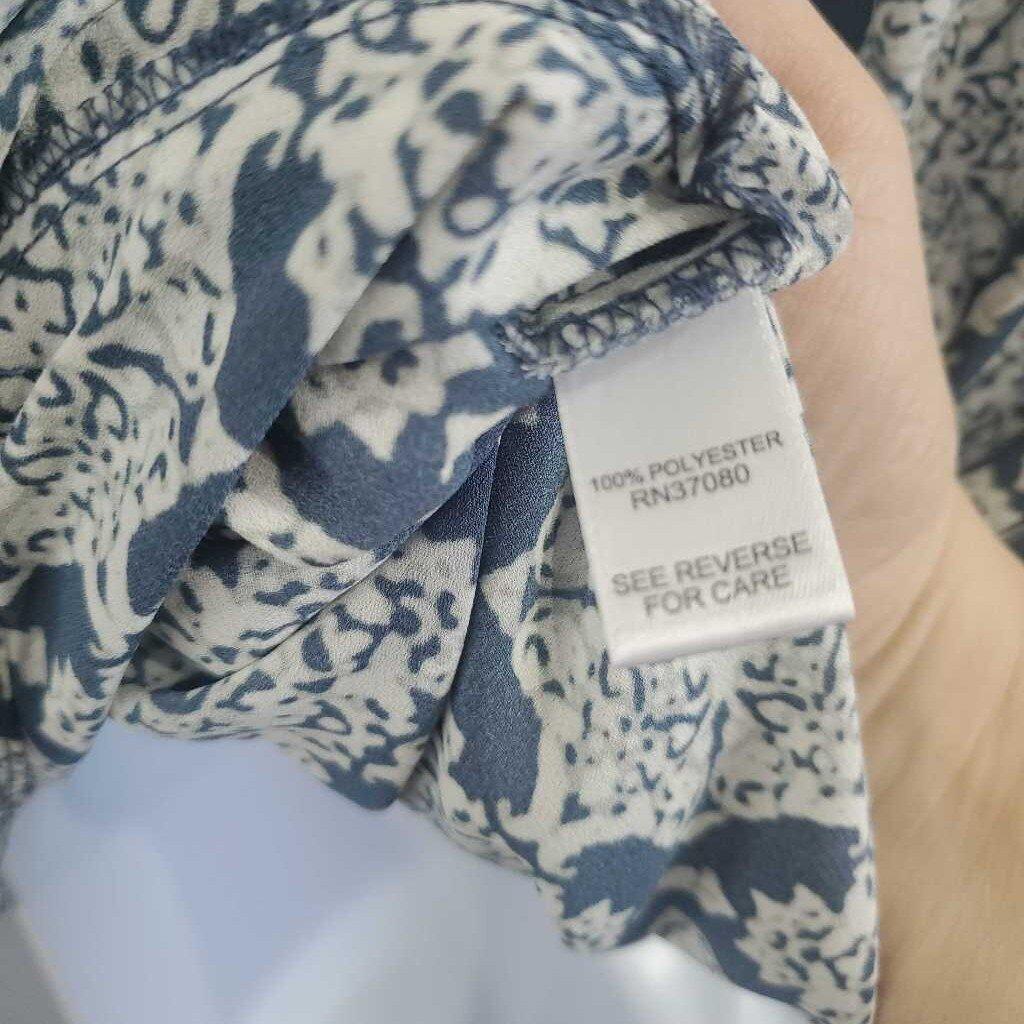 100% POLYESTER
RN37080
SEE REVERSE
FOR CARE